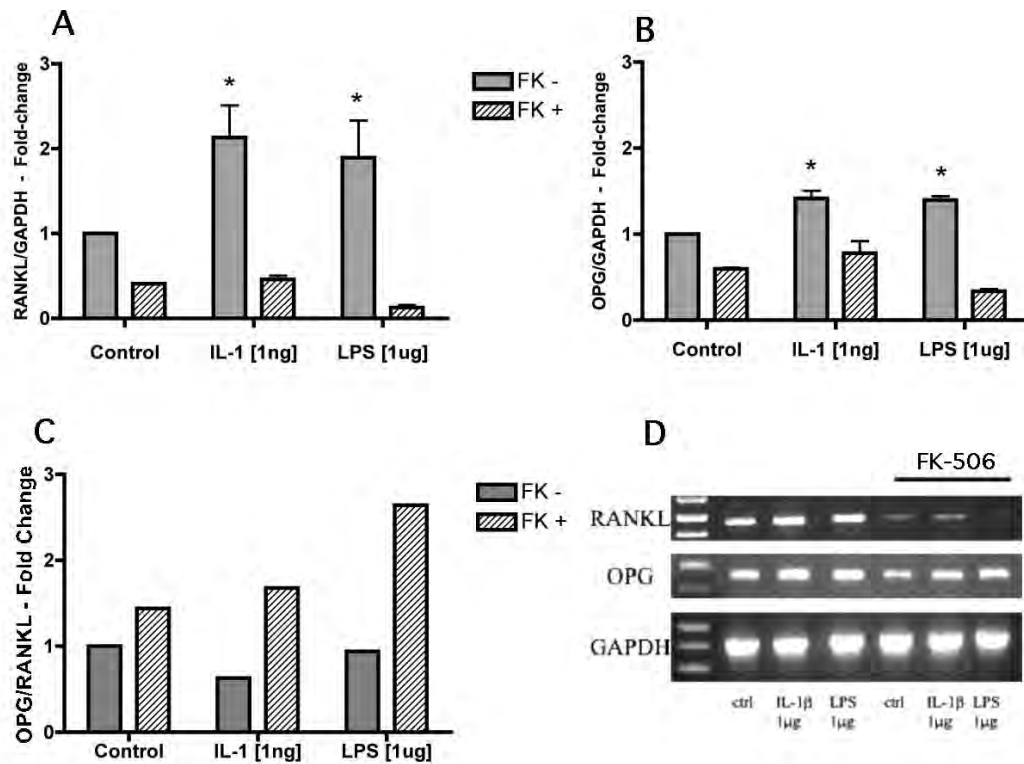 A
RANKL/GAPDH - Fold-change
3
2
1
0
*
*
Control
IL-1 [1ng]
LPS [1ug]
FK -
FK +
B
OPG/GAPDH - Fold-change
3
2
1
0
*
*
Control
IL-1 [1ng]
LPS [1ug]
C
OPG/RANKL - Fold Change
3
2
1
0
Control
IL-1 [1ng]
LPS [1ug]
FK -
FK +
D
FK-506
RANKL
OPG
GAPDH
ctrl IL-1β LPS ctrl IL-1β LPS
1µg 1µg 1µg 1µg